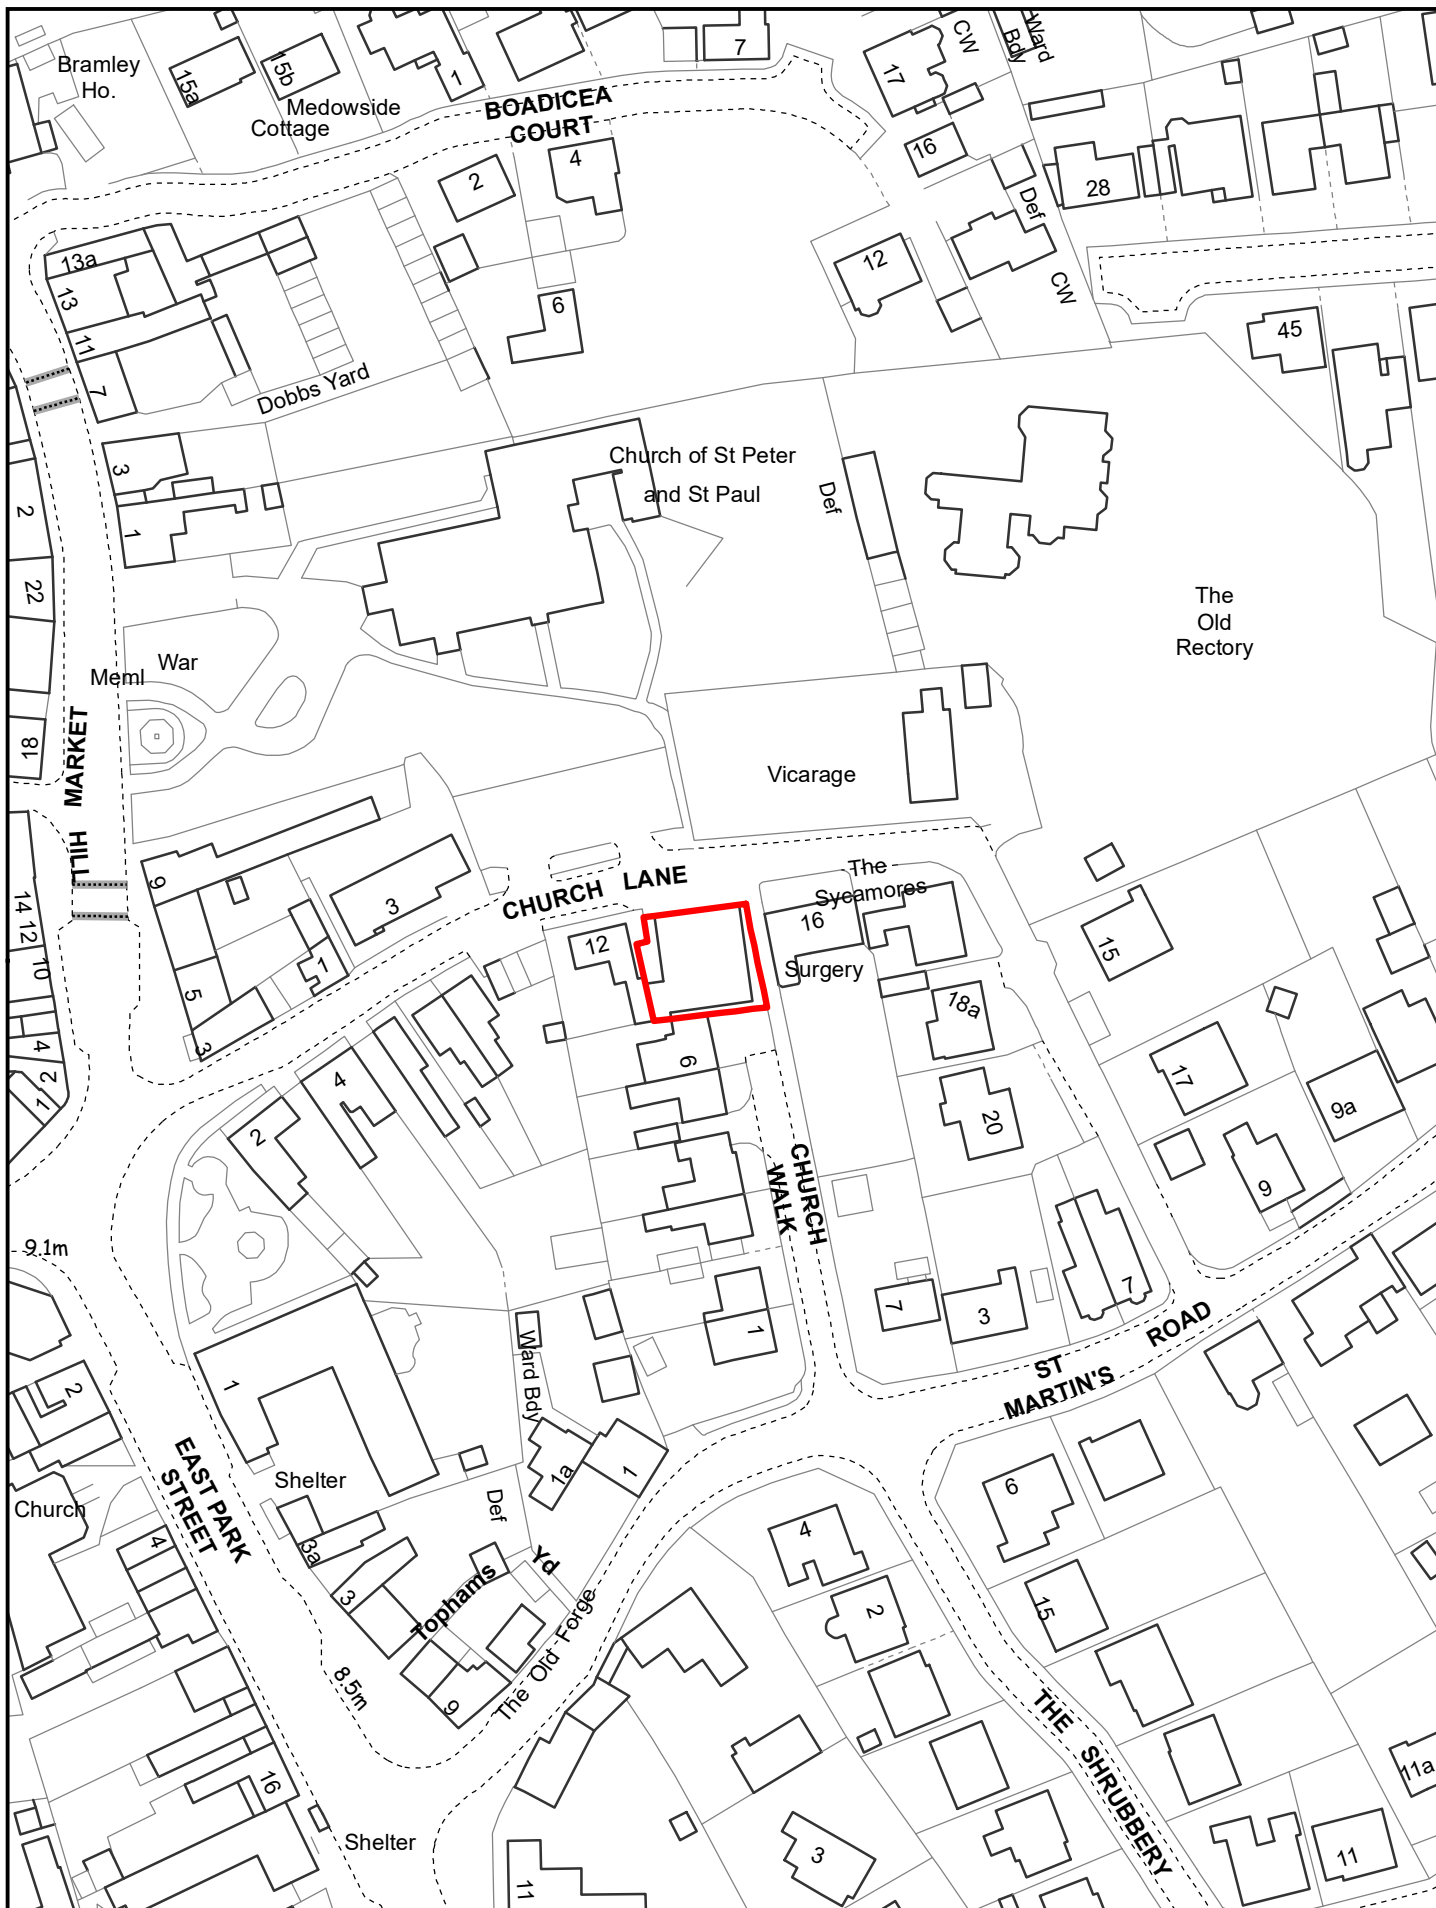 Bramley
Ho.
15a
15b
Medowside
Cottage
1
7
BOADICEA
COURT
17
CW
Ward
Bdy
16
Def
28
2
4
12
CW
45
13a
13
11
7
6
Dobbs Yard
3
1
2
22
18
Church of St Peter
and St Paul
Def
The
Old
Rectory
War
Meml
MARKET
HILL
Vicarage
9
3
1
5
3
14
12
10
4
2
1
CHURCH LANE
The
Sycamores
12
16
Surgery
18a
15
6
20
17
9a
9
4
2
CHURCH
WALK
9.1m
7
3
7
1
ST
MARTIN'S
ROAD
1
Ward Bdy
2
EAST PARK
STREET
Church
Shelter
1a
1
Def
3a
3
Tophams
Yd
The Old Forge
9
8.5m
4
4
2
6
15
THE SHRUBBERY
16
Shelter
11
3
11a
11